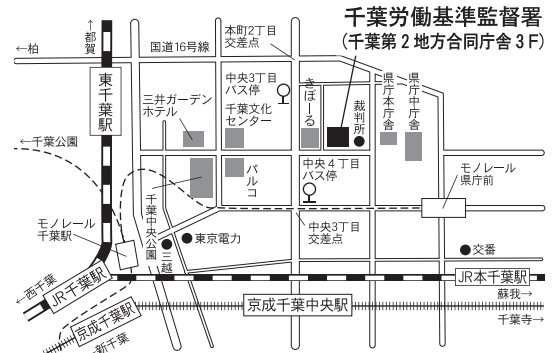 千葉労働基準監督署
(千葉第2地方合同庁舎3F)
←柏
←都賀
国道16号線
本町2丁目
交差点
東千葉駅
三井ガーデン
ホテル
中央3丁目
バス停
千葉文化
センター
きぼーる
裁判所
県庁本庁舎
県庁中庁舎
←千葉公園
パルコ
中央4丁目
バス停
モノレール
県庁前
千葉中央公園
モノレール
千葉駅
三越
東京電力
中央3丁目
交差点
交番
←西千葉
JR千葉駅
JR本千葉駅
蘇我→
京成千葉駅
京成千葉中央駅
千葉寺→
←新千葉